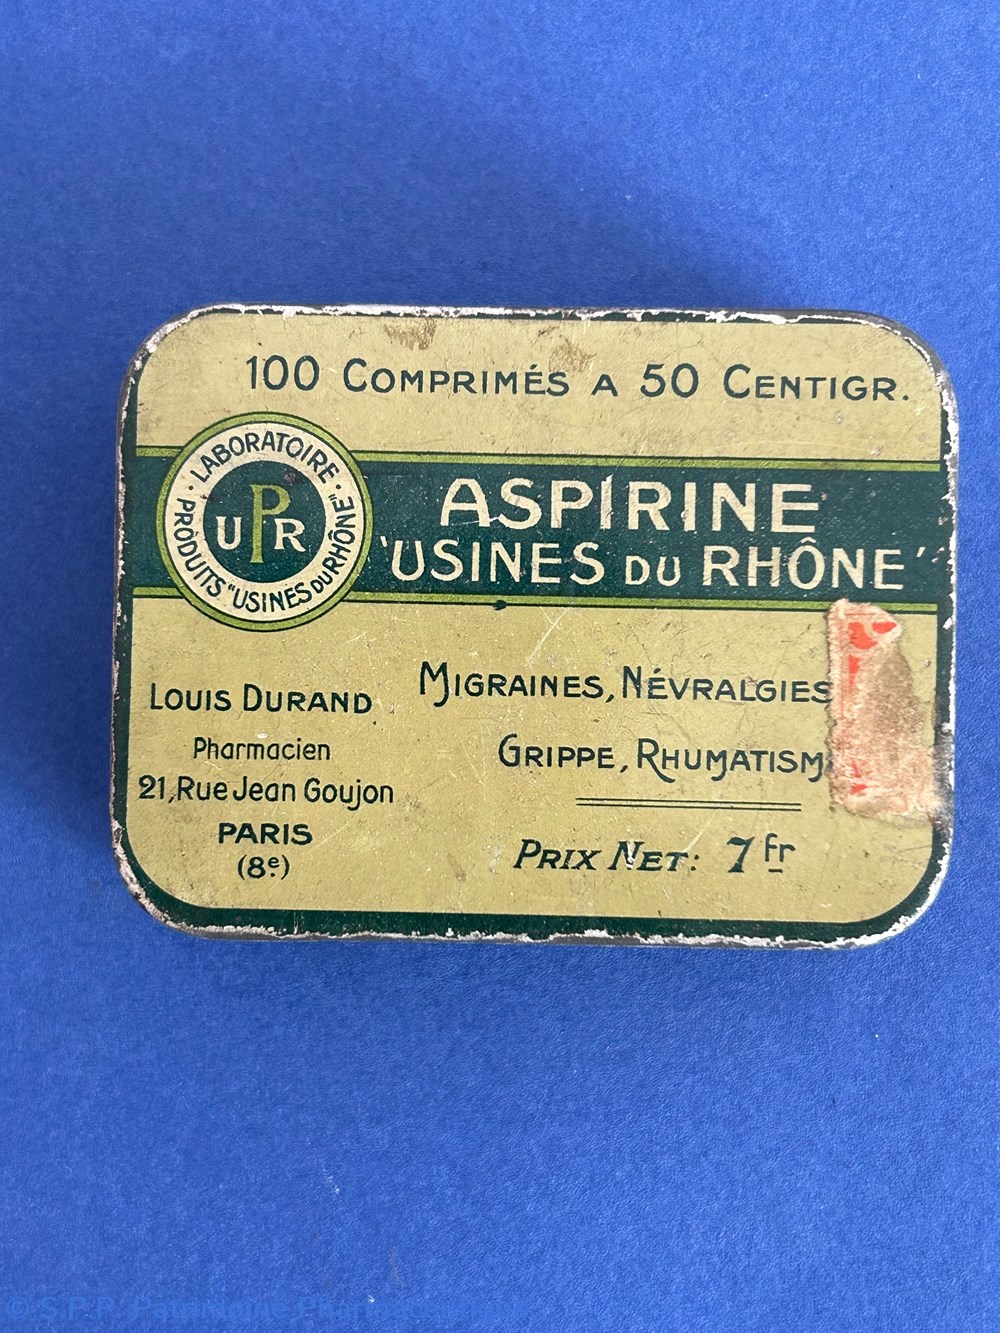 100 COMPRIMÉS A 50 CENTIGR.
LABORATOIRE
· PRODUITS "USINES DU RHÔNE" ·
UPR
ASPIRINE
'USINES DU RHÔNE'
MIGRAINES, NÉVRALGIES
GRIPPE, RHUMATISM
PRIX NET: 7 fr
LOUIS DURAND
Pharmacien
21, Rue Jean Goujon
PARIS
(8e)
© S.P.R. Patrimoine